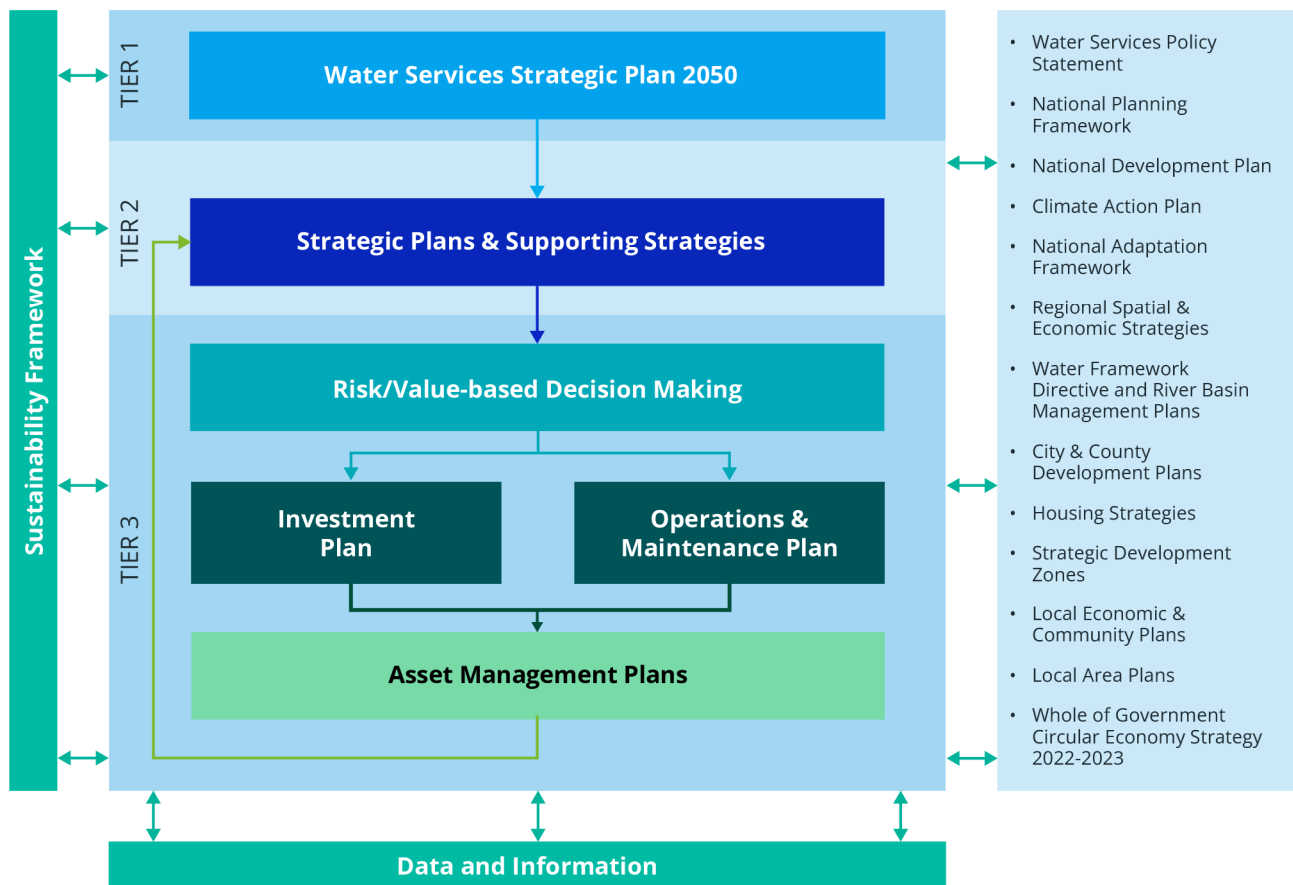 Sustainability Framework
TIER 1
Water Services Strategic Plan 2050
TIER 2
Strategic Plans & Supporting Strategies
TIER 3
Risk/Value-based Decision Making
Investment
Plan
Operations &
Maintenance Plan
Asset Management Plans
Data and Information
• Water Services Policy
Statement
• National Planning
Framework
• National Development Plan
• Climate Action Plan
• National Adaptation
Framework
• Regional Spatial &
Economic Strategies
• Water Framework
Directive and River Basin
Management Plans
• City & County
Development Plans
• Housing Strategies
• Strategic Development
Zones
• Local Economic &
Community Plans
• Local Area Plans
• Whole of Government
Circular Economy Strategy
2022-2023